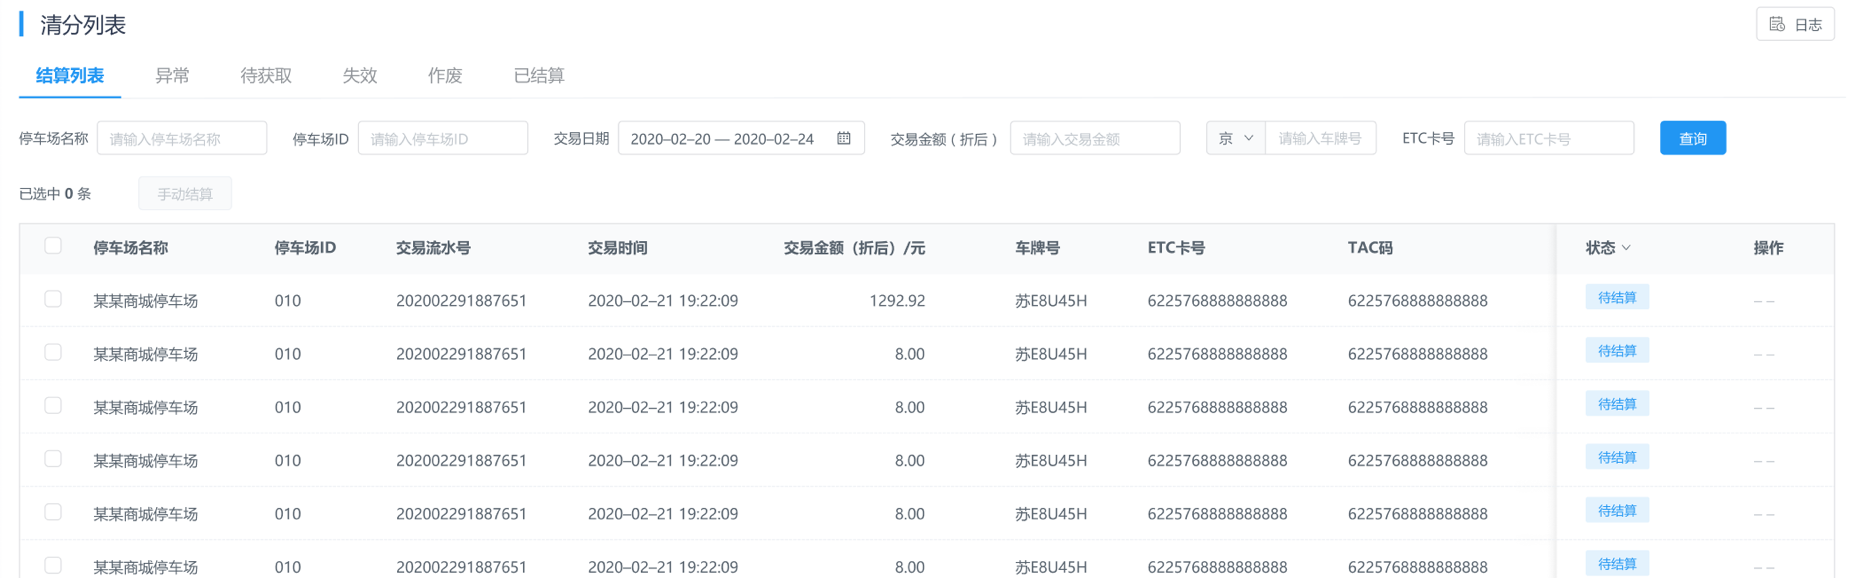 清分列表
日志
结算列表 异常 待获取 失效 作废 已结算
停车场名称 请输入停车场名称 停车场ID 请输入停车场ID 交易日期 2020-02-20 — 2020-02-24 交易金额 ( 折后 ) 请输入交易金额 京 请输入车牌号 ETC卡号 请输入ETC卡号 查询
已选中 0 条 手动结算
停车场名称 停车场ID 交易流水号 交易时间 交易金额（折后）/元 车牌号 ETC卡号 TAC码 状态 操作
某某商城停车场 010 202002291887651 2020-02-21 19:22:09 1292.92 苏E8U45H 6225768888888888 6225768888888888 待结算 – –
某某商城停车场 010 202002291887651 2020-02-21 19:22:09 8.00 苏E8U45H 6225768888888888 6225768888888888 待结算 – –
某某商城停车场 010 202002291887651 2020-02-21 19:22:09 8.00 苏E8U45H 6225768888888888 6225768888888888 待结算 – –
某某商城停车场 010 202002291887651 2020-02-21 19:22:09 8.00 苏E8U45H 6225768888888888 6225768888888888 待结算 – –
某某商城停车场 010 202002291887651 2020-02-21 19:22:09 8.00 苏E8U45H 6225768888888888 6225768888888888 待结算 – –
某某商城停车场 010 202002291887651 2020-02-21 19:22:09 8.00 苏E8U45H 6225768888888888 6225768888888888 待结算 – –